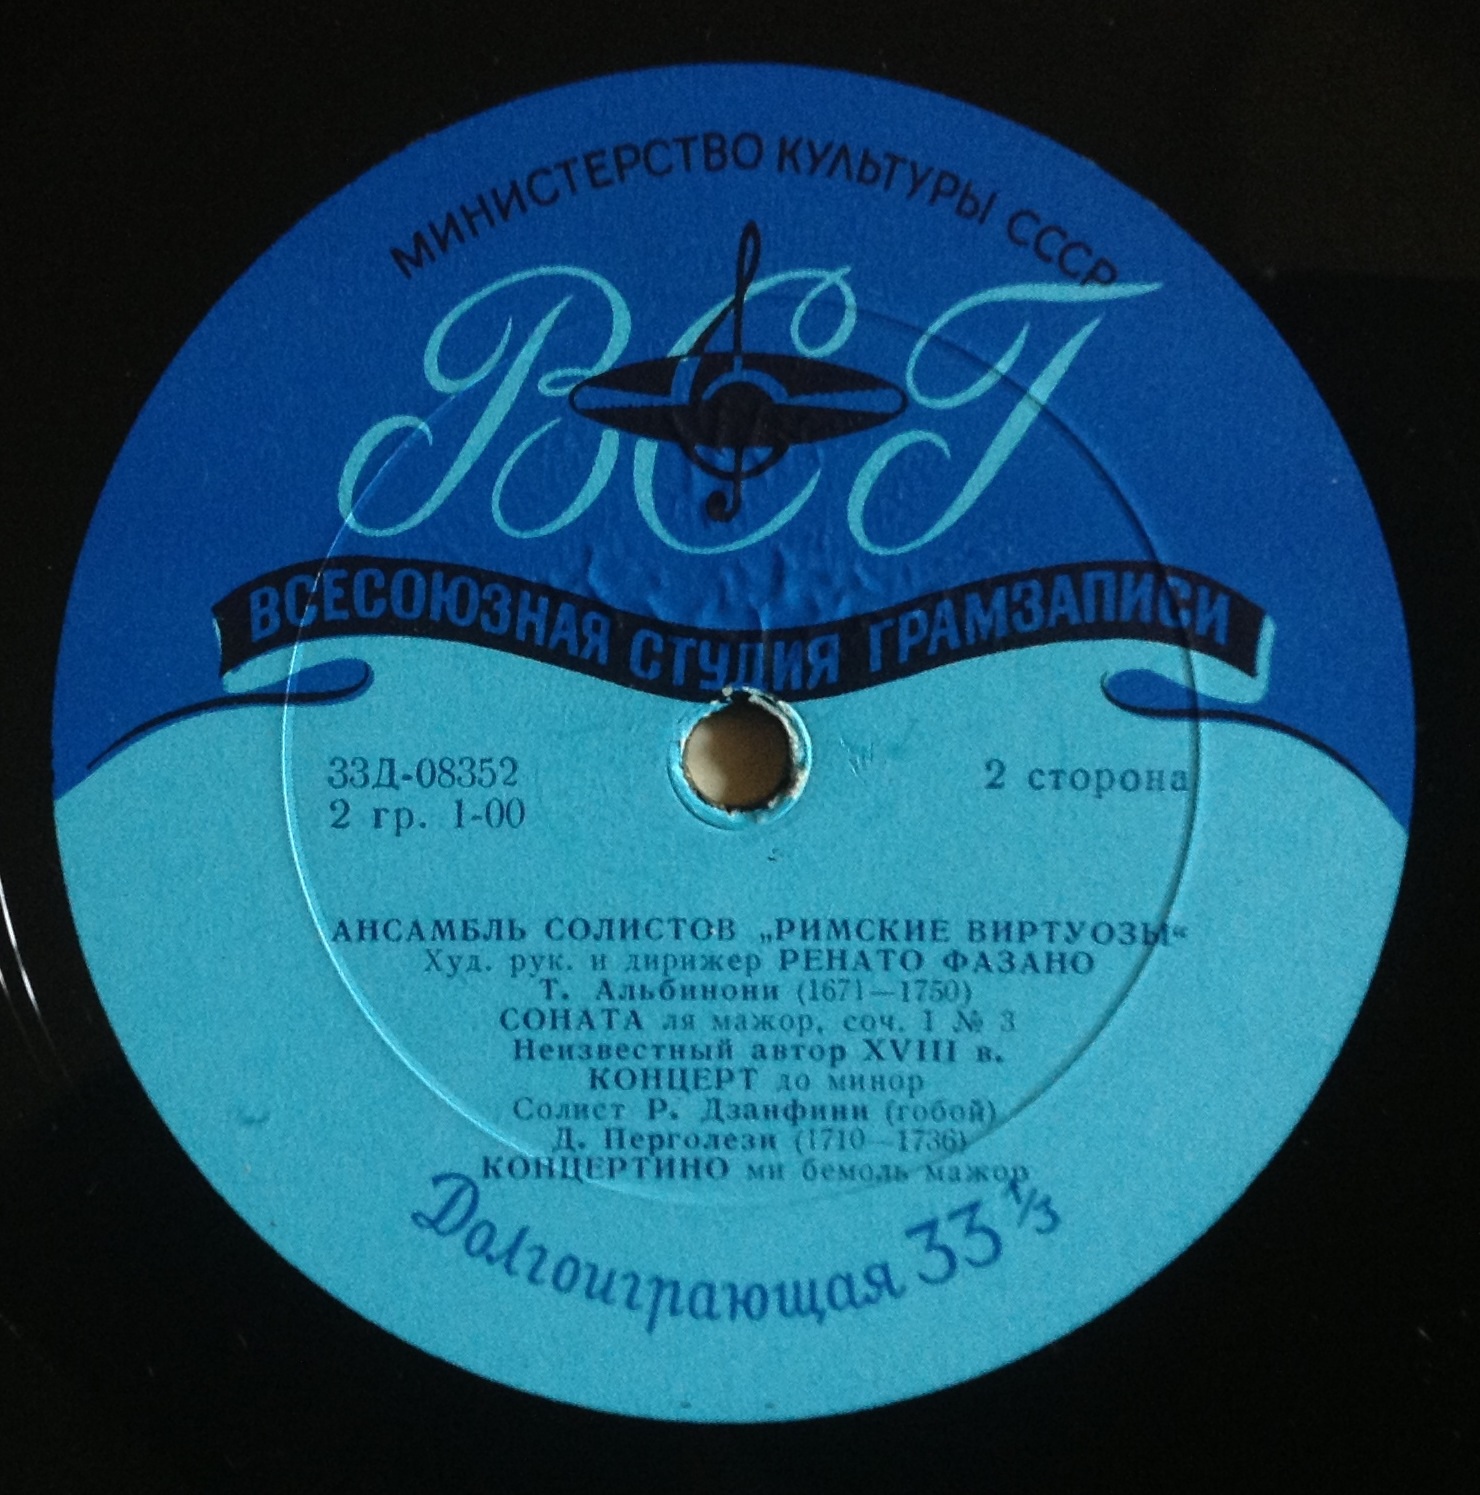 МИНИСТЕРСТВО КУЛЬТУРЫ СССР
ВСГ
ВСЕСОЮЗНАЯ СТУДИЯ ГРАМЗАПИСИ
33Д-08352
2 гр. 1-00
2 сторона
АНСАМБЛЬ СОЛИСТОВ „РИМСКИЕ ВИРТУОЗЫ“
Худ. рук. и дирижер РЕНАТО ФАЗАНО
Т. Альбинони (1671—1750)
СОНАТА ля мажор, соч. I № 3
Неизвестный автор XVIII в.
КОНЦЕРТ до минор
Солист Р. Дзанфини (гобой)
Д. Перголези (1710—1736)
КОНЦЕРТИНО ми бемоль мажор
Долгоиграющая 33 1/3